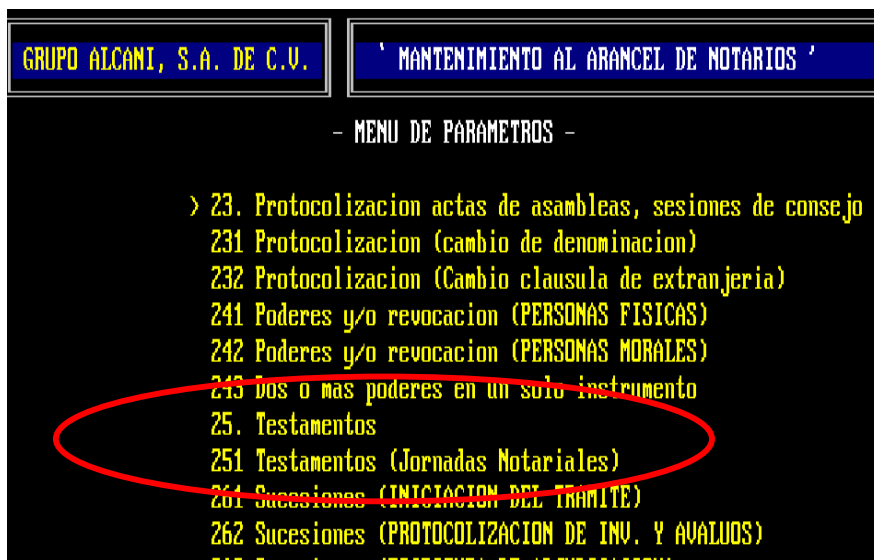 GRUPO ALCANI, S.A. DE C.V.
' MANTENIMIENTO AL ARANCEL DE NOTARIOS '
- MENU DE PARAMETROS -
> 23. Protocolizacion actas de asambleas, sesiones de consejo
231 Protocolizacion (cambio de denominacion)
232 Protocolizacion (Cambio clausula de extranjeria)
241 Poderes y/o revocacion (PERSONAS FISICAS)
242 Poderes y/o revocacion (PERSONAS MORALES)
243 Dos o mas poderes en un solo instrumento
25. Testamentos
251 Testamentos (Jornadas Notariales)
261 Sucesiones (INICIACION DEL TRAMITE)
262 Sucesiones (PROTOCOLIZACION DE INV. Y AVALUOS)